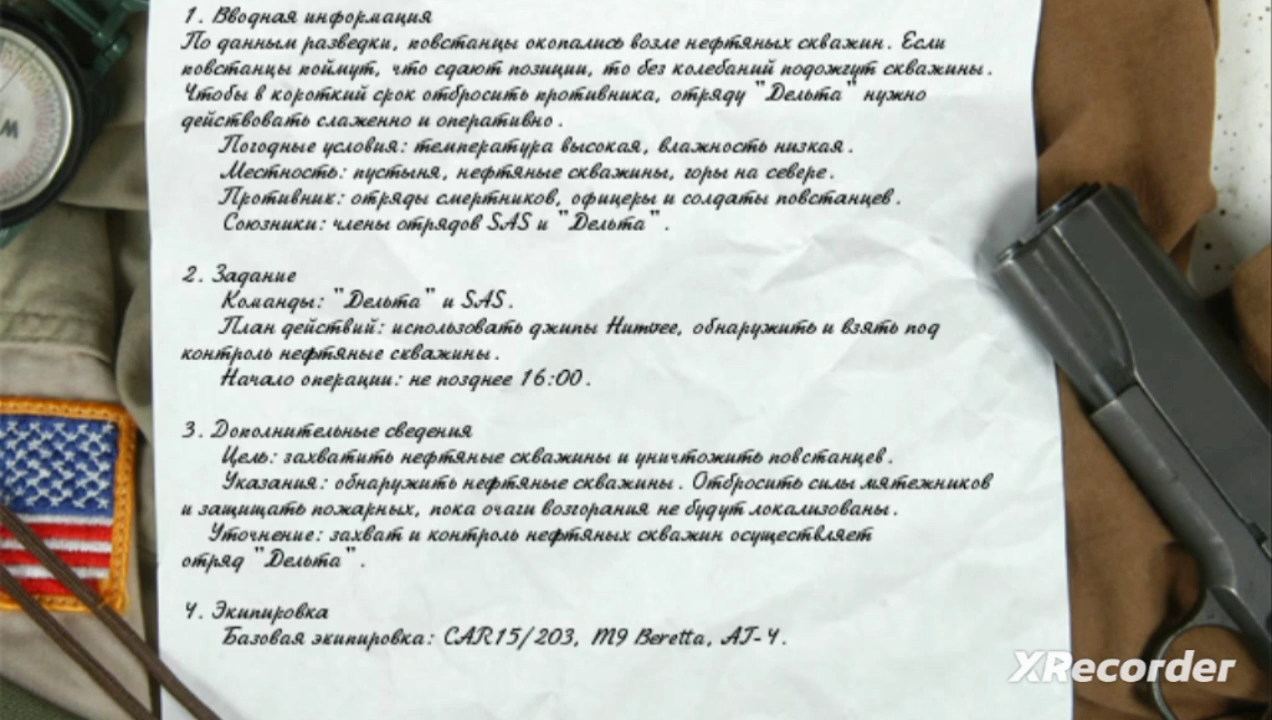 1. Вводная информация
По данным разведки, повстанцы окопались возле нефтяных скважин. Если
повстанцы поймут, что сдают позиции, то без колебаний подожгут скважины.
Чтобы в короткий срок отбросить противника, отряду "Дельта" нужно
действовать слаженно и оперативно.
Погодные условия: температура высокая, влажность низкая.
Местность: пустыня, нефтяные скважины, горы на севере.
Противник: отряды смертников, офицеры и солдаты повстанцев.
Союзники: члены отрядов SAS и "Дельта".
2. Задание
Команды: "Дельта" и SAS.
План действий: использовать джипы Humvee, обнаружить и взять под
контроль нефтяные скважины.
Начало операции: не позднее 16:00.
3. Дополнительные сведения
Цель: захватить нефтяные скважины и уничтожить повстанцев.
Указания: обнаружить нефтяные скважины. Отбросить силы мятежников
и защищать пожарных, пока очаги возгорания не будут локализованы.
Уточнение: захват и контроль нефтяных скважин осуществляет
отряд "Дельта".
4. Экипировка
Базовая экипировка: CAR15/203, M9 Beretta, AT-4.
W
XRecorder